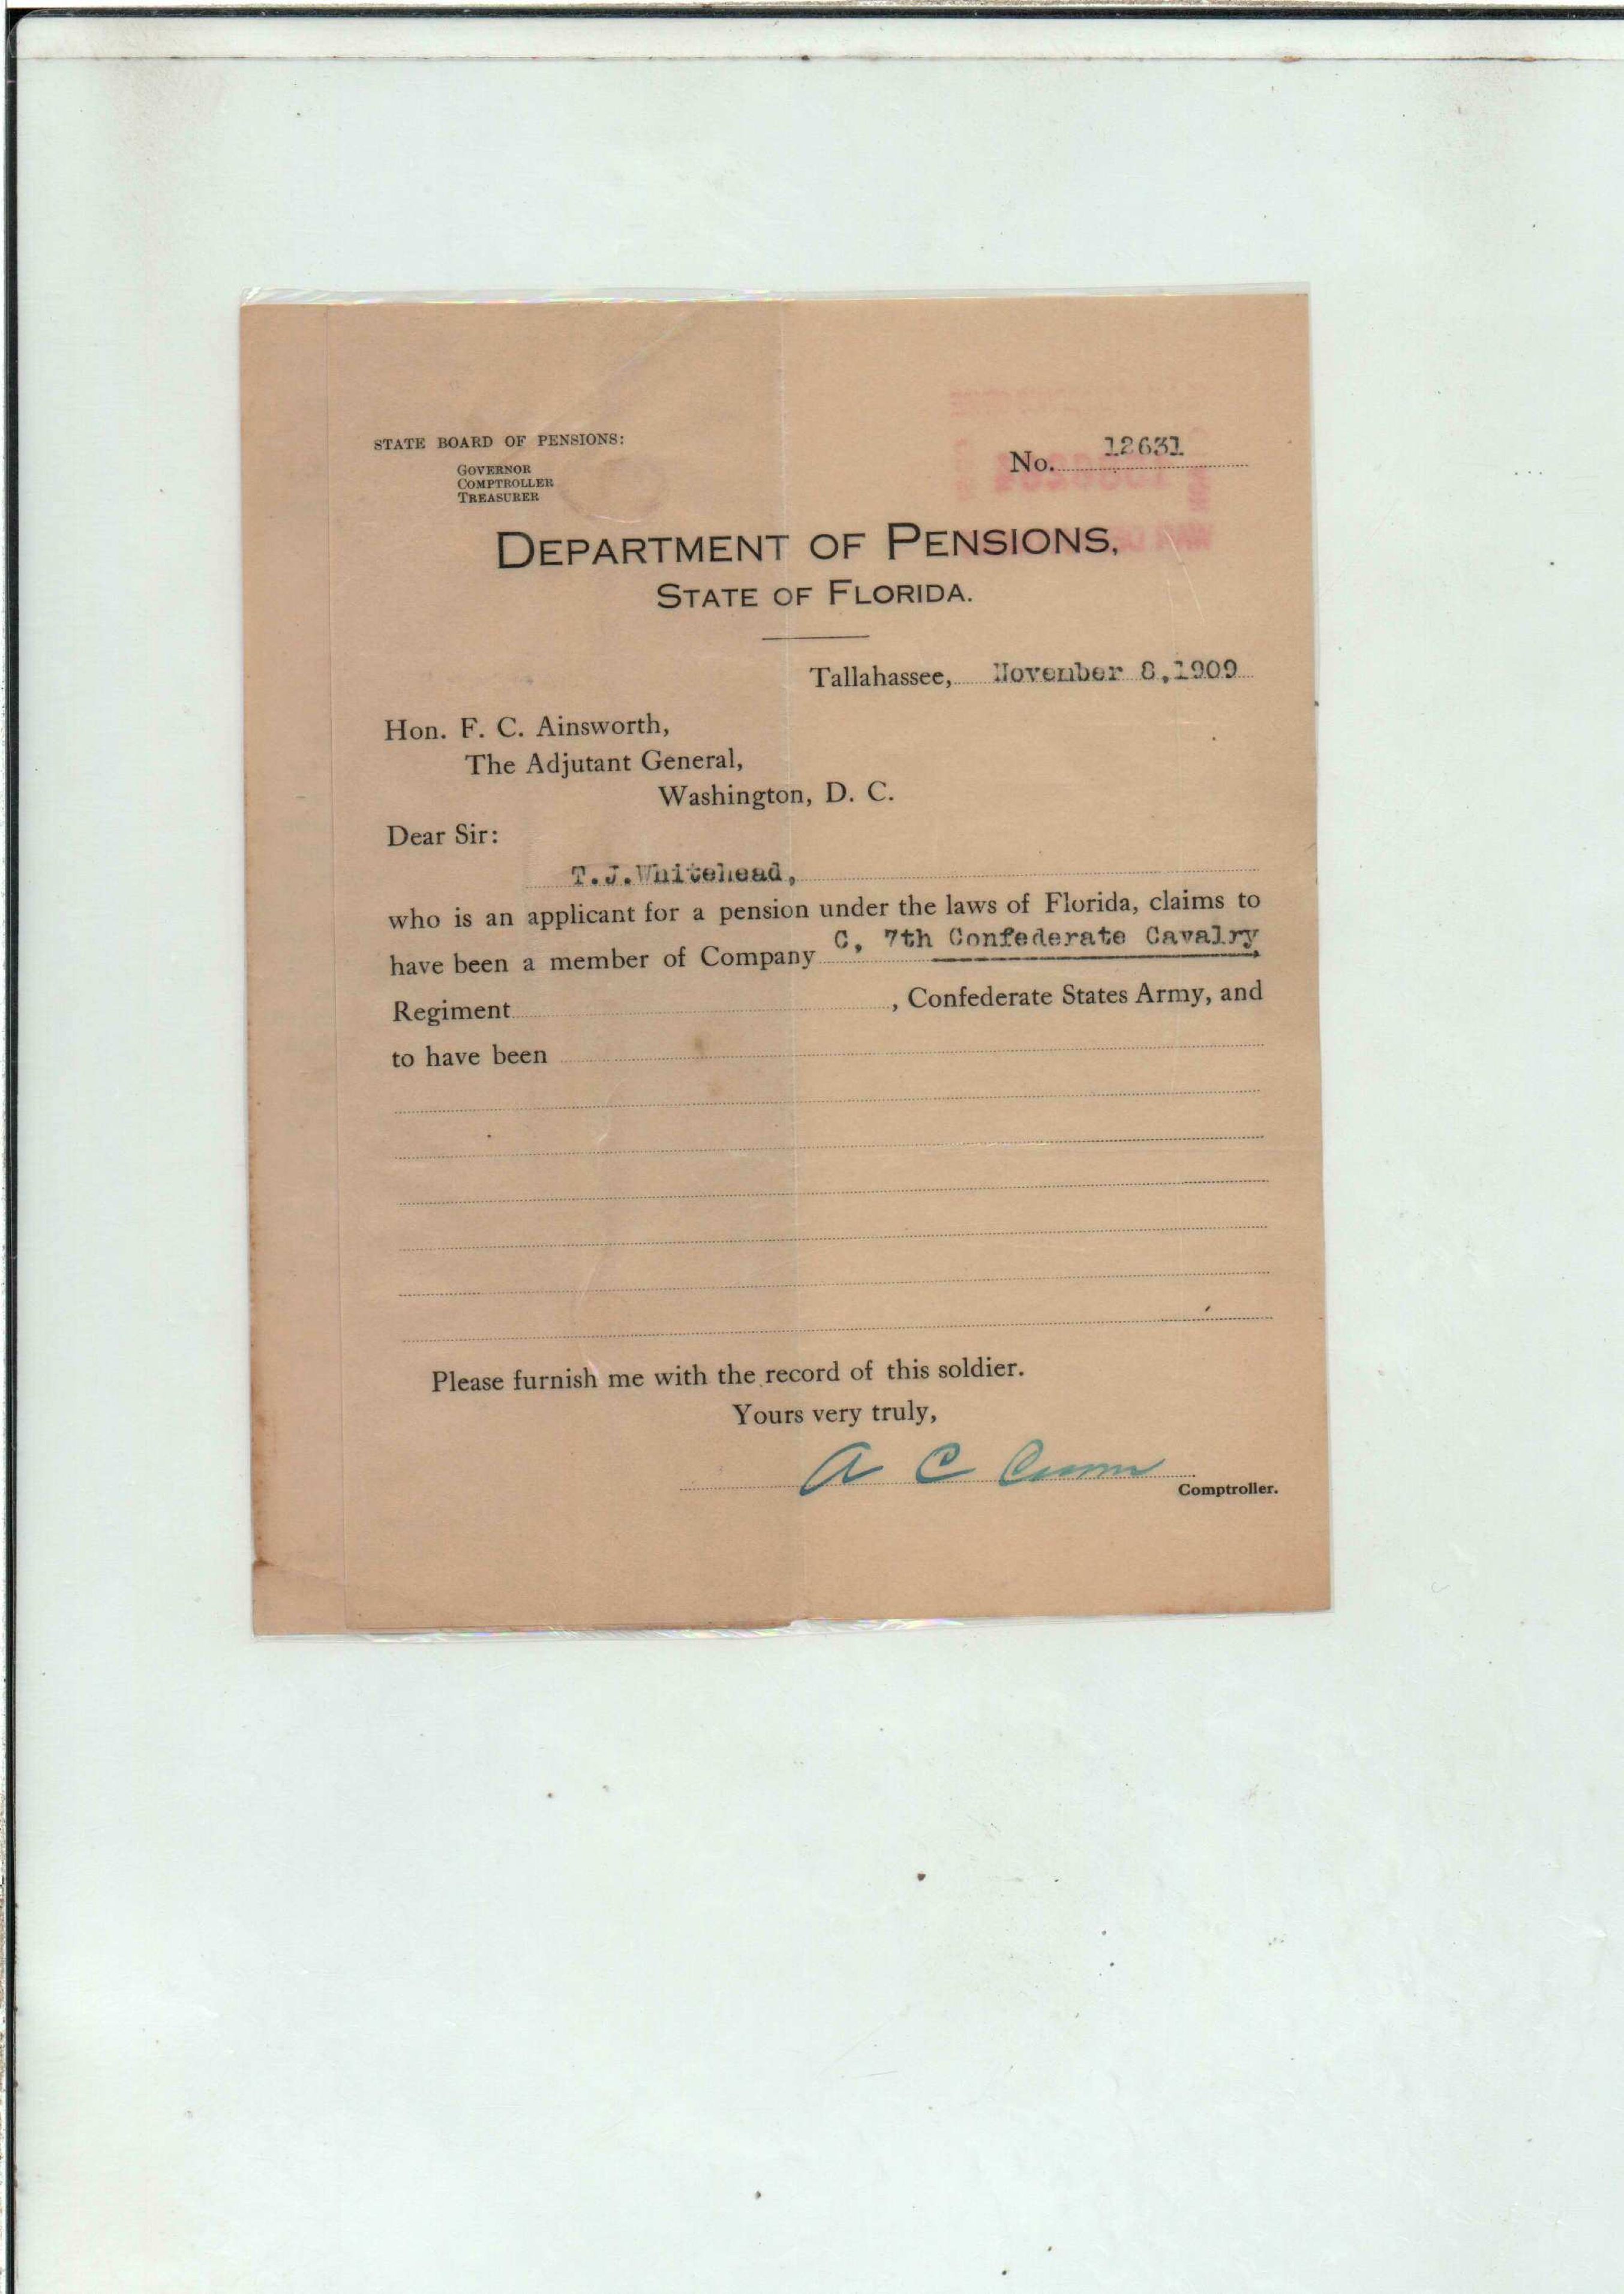 STATE BOARD OF PENSIONS:
GOVERNOR
COMPTROLLER
TREASURER
No. 12631
DEPARTMENT OF PENSIONS,
STATE OF FLORIDA.
Tallahassee, November 8,1909
Hon. F. C. Ainsworth,
The Adjutant General,
Washington, D. C.
Dear Sir:
T.J.Whitehead,
who is an applicant for a pension under the laws of Florida, claims to
have been a member of Company C, 7th Confederate Cavalry
Regiment , Confederate States Army, and
to have been
Please furnish me with the record of this soldier.
Yours very truly,
A C Croom
Comptroller.